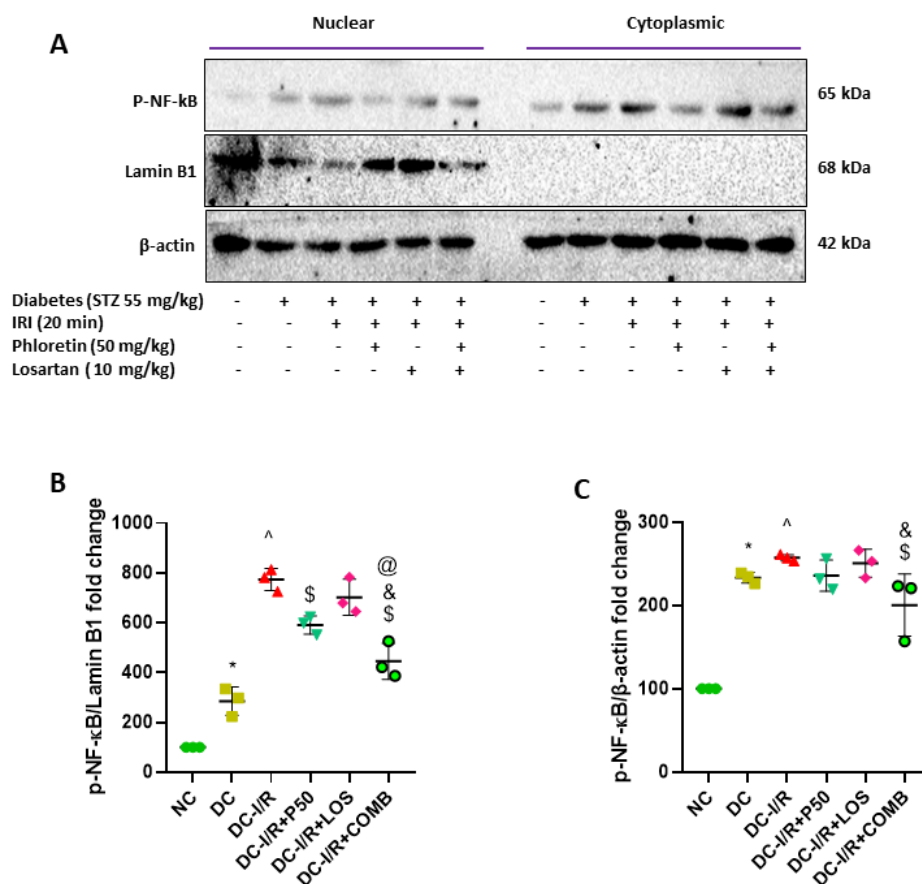 A
Nuclear Cytoplasmic
P-NF-kB 65 kDa
Lamin B1 68 kDa
β-actin 42 kDa
Diabetes (STZ 55 mg/kg) - + + + + + - + + + + +
IRI (20 min) - - + + + + - - + + + +
Phloretin (50 mg/kg) - - - + - + - - - + - +
Losartan ( 10 mg/kg) - - - - + + - - - - + +
B
p-NF-κB/Lamin B1 fold change
1000
800
600
400
200
0
*
^
$
@
&
$
NC DC DC-I/R DC-I/R+P50 DC-I/R+LOS DC-I/R+COMB
C
p-NF-κB/β-actin fold change
300
200
100
0
*
^
&
$
NC DC DC-I/R DC-I/R+P50 DC-I/R+LOS DC-I/R+COMB